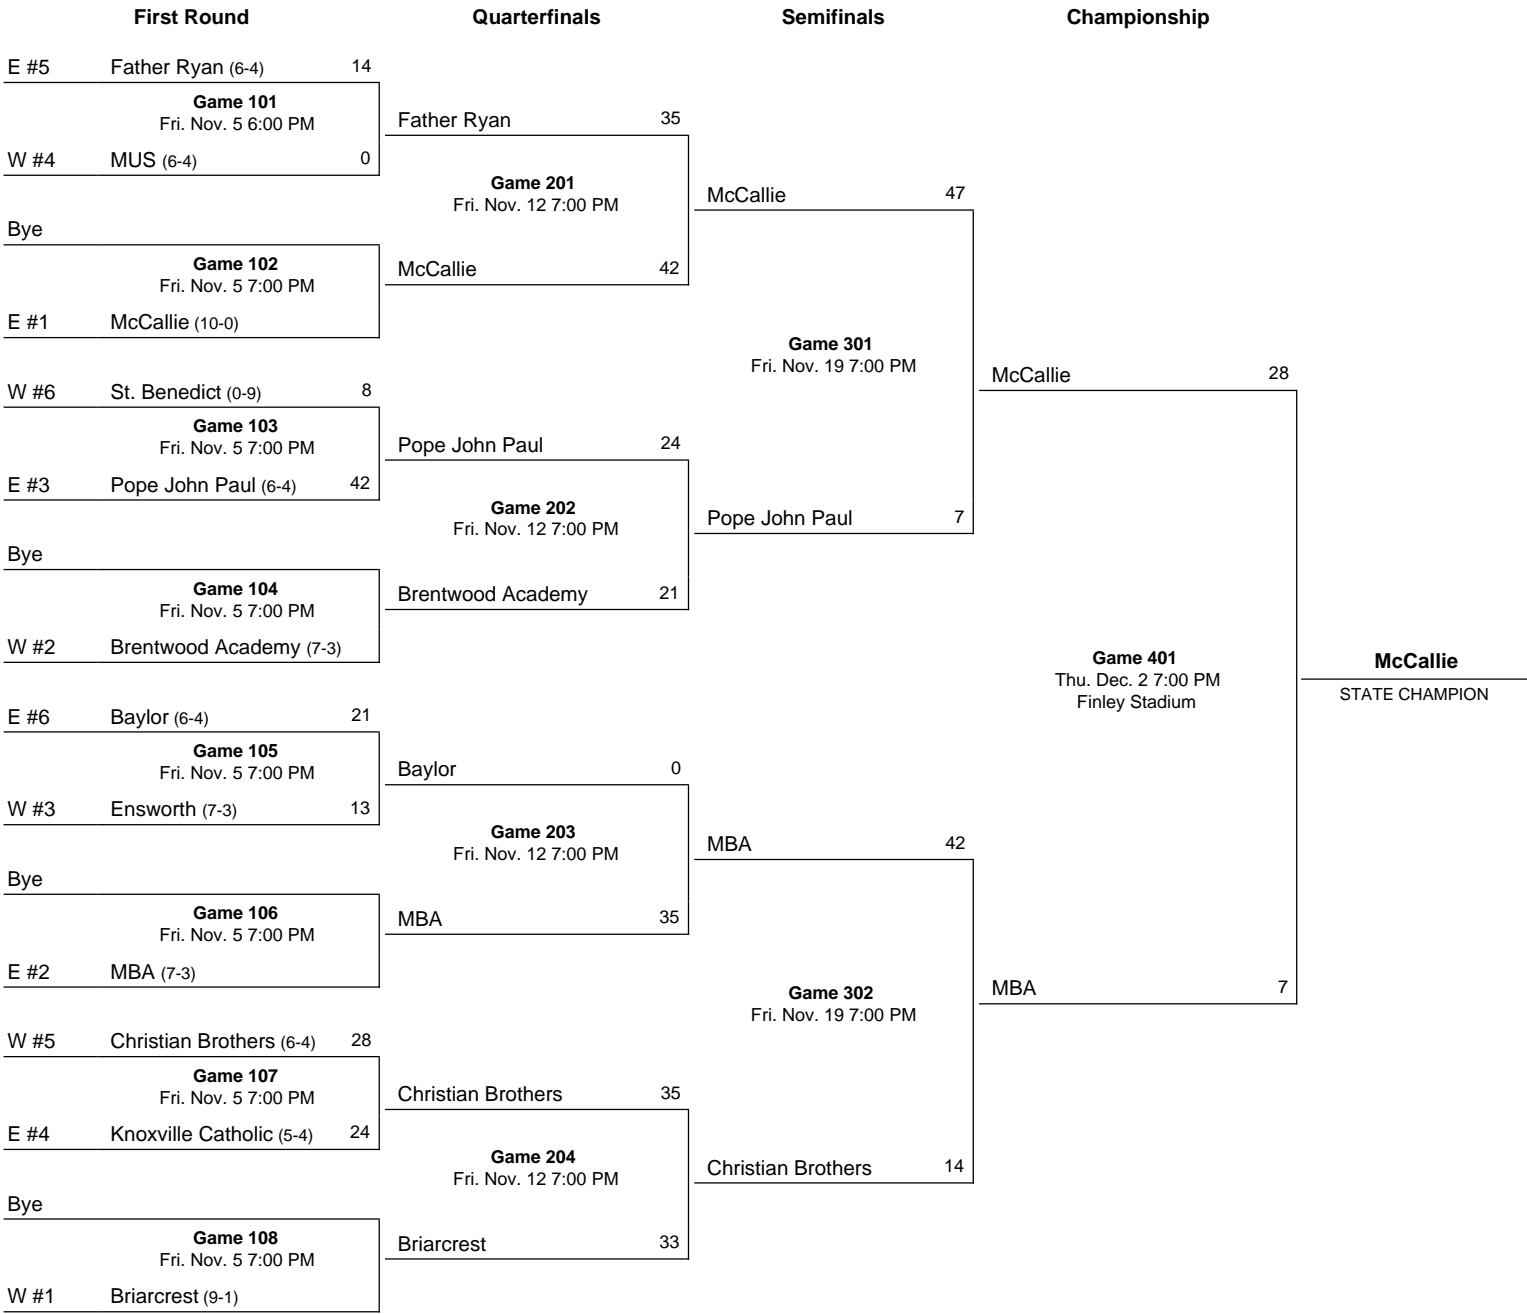 First Round Quarterfinals Semifinals Championship
E #5 Father Ryan (6-4) 14
Game 101
Fri. Nov. 5 6:00 PM
W #4 MUS (6-4) 0
Bye
Game 102
Fri. Nov. 5 7:00 PM
E #1 McCallie (10-0)
W #6 St. Benedict (0-9) 8
Game 103
Fri. Nov. 5 7:00 PM
E #3 Pope John Paul (6-4) 42
Bye
Game 104
Fri. Nov. 5 7:00 PM
W #2 Brentwood Academy (7-3)
E #6 Baylor (6-4) 21
Game 105
Fri. Nov. 5 7:00 PM
W #3 Ensworth (7-3) 13
Bye
Game 106
Fri. Nov. 5 7:00 PM
E #2 MBA (7-3)
W #5 Christian Brothers (6-4) 28
Game 107
Fri. Nov. 5 7:00 PM
E #4 Knoxville Catholic (5-4) 24
Bye
Game 108
Fri. Nov. 5 7:00 PM
W #1 Briarcrest (9-1)
Father Ryan 35
Game 201
Fri. Nov. 12 7:00 PM
McCallie 42
Pope John Paul 24
Game 202
Fri. Nov. 12 7:00 PM
Brentwood Academy 21
Baylor 0
Game 203
Fri. Nov. 12 7:00 PM
MBA 35
Christian Brothers 35
Game 204
Fri. Nov. 12 7:00 PM
Briarcrest 33
McCallie 47
Game 301
Fri. Nov. 19 7:00 PM
Pope John Paul 7
MBA 42
Game 302
Fri. Nov. 19 7:00 PM
Christian Brothers 14
McCallie 28
Game 401
Thu. Dec. 2 7:00 PM
Finley Stadium
MBA 7
McCallie
STATE CHAMPION